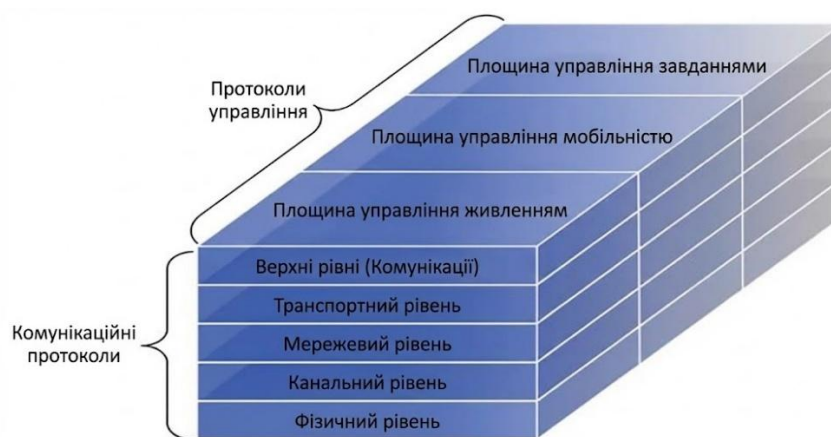 Площина управління завданнями
Протоколи
управління
Площина управління мобільністю
Площина управління живленням
Верхні рівні (Комунікації)
Транспортний рівень
Комунікаційні
протоколи
Мережевий рівень
Канальний рівень
Фізичний рівень